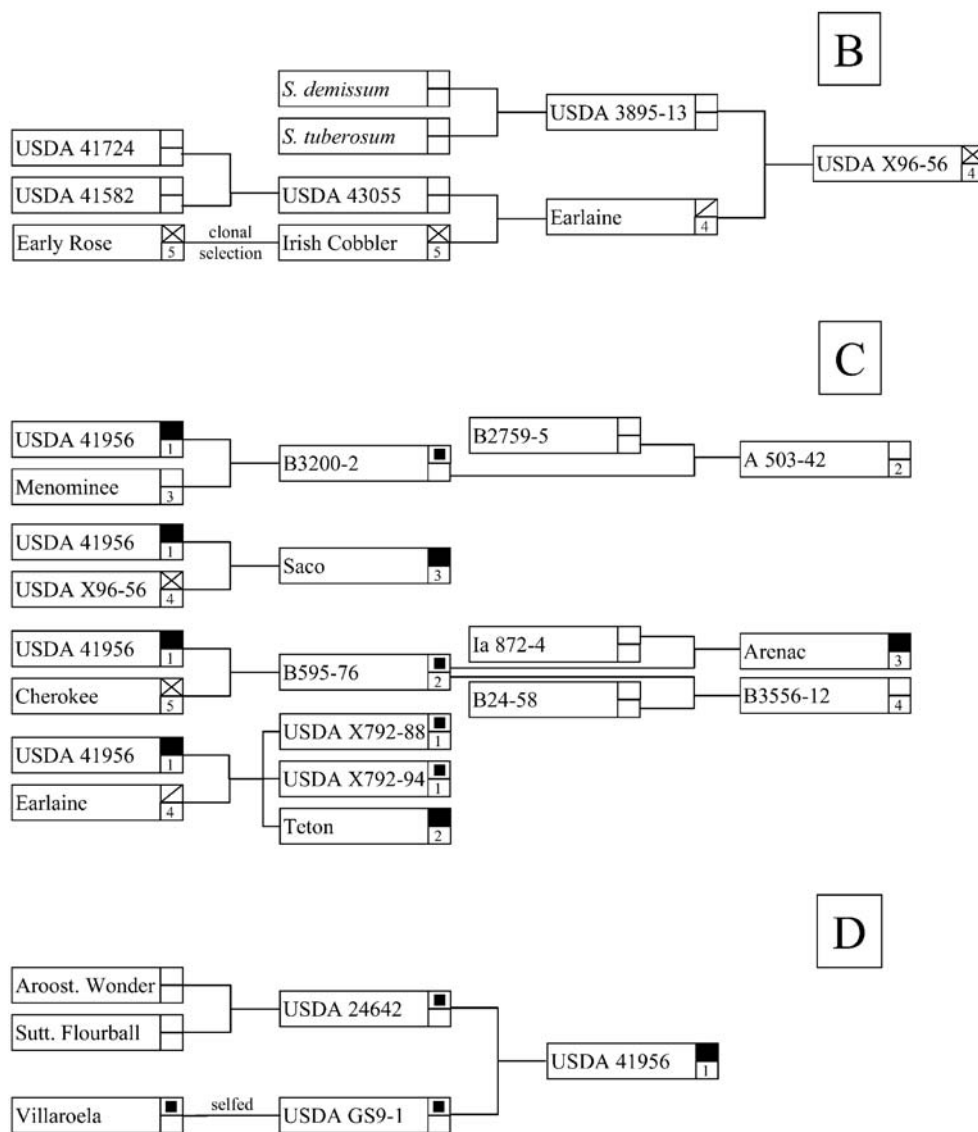 B
S. demissum
S. tuberosum
USDA 3895-13
USDA 41724
USDA 41582
USDA 43055
USDA X96-56
4
Early Rose
5
clonal
selection
Irish Cobbler
5
Earlaine
4
C
USDA 41956
1
Menominee
3
B3200-2
B2759-5
A 503-42
2
USDA 41956
1
USDA X96-56
4
Saco
3
USDA 41956
1
Cherokee
5
B595-76
2
Ia 872-4
B24-58
Arenac
3
B3556-12
4
USDA 41956
1
Earlaine
4
USDA X792-88
1
USDA X792-94
1
Teton
2
D
Aroost. Wonder
Sutt. Flourball
USDA 24642
USDA 41956
1
Villaroela
selfed
USDA GS9-1